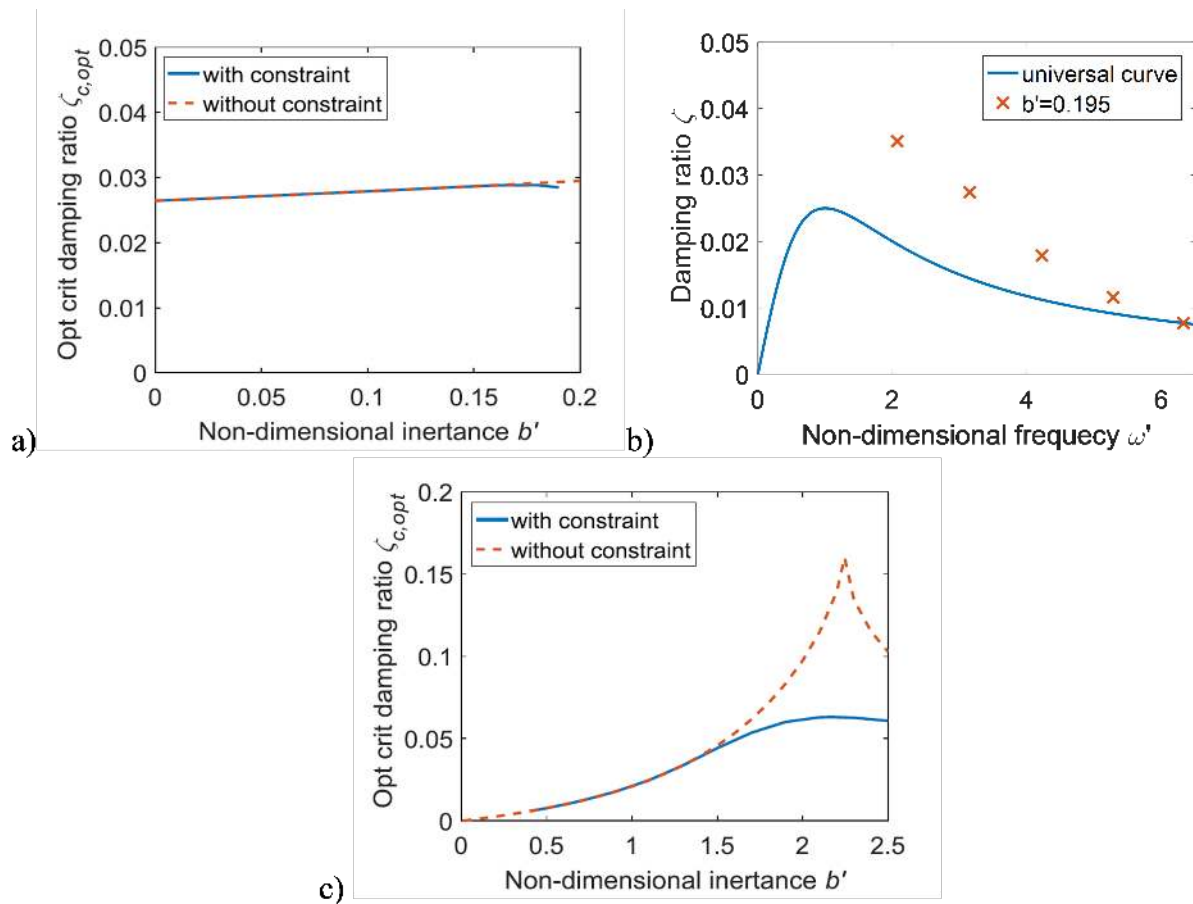 0.05
0.04
0.03
0.02
0.01
0
Opt crit damping ratio ζc,opt
with constraint
without constraint
0 0.05 0.1 0.15 0.2
Non-dimensional inertance b'
a)
0.05
0.04
0.03
0.02
0.01
0
Damping ratio ζ
universal curve
b'=0.195
0 2 4 6
Non-dimensional frequecy ω'
b)
0.2
0.15
0.1
0.05
0
Opt crit damping ratio ζc,opt
with constraint
without constraint
0 0.5 1 1.5 2 2.5
Non-dimensional inertance b'
c)